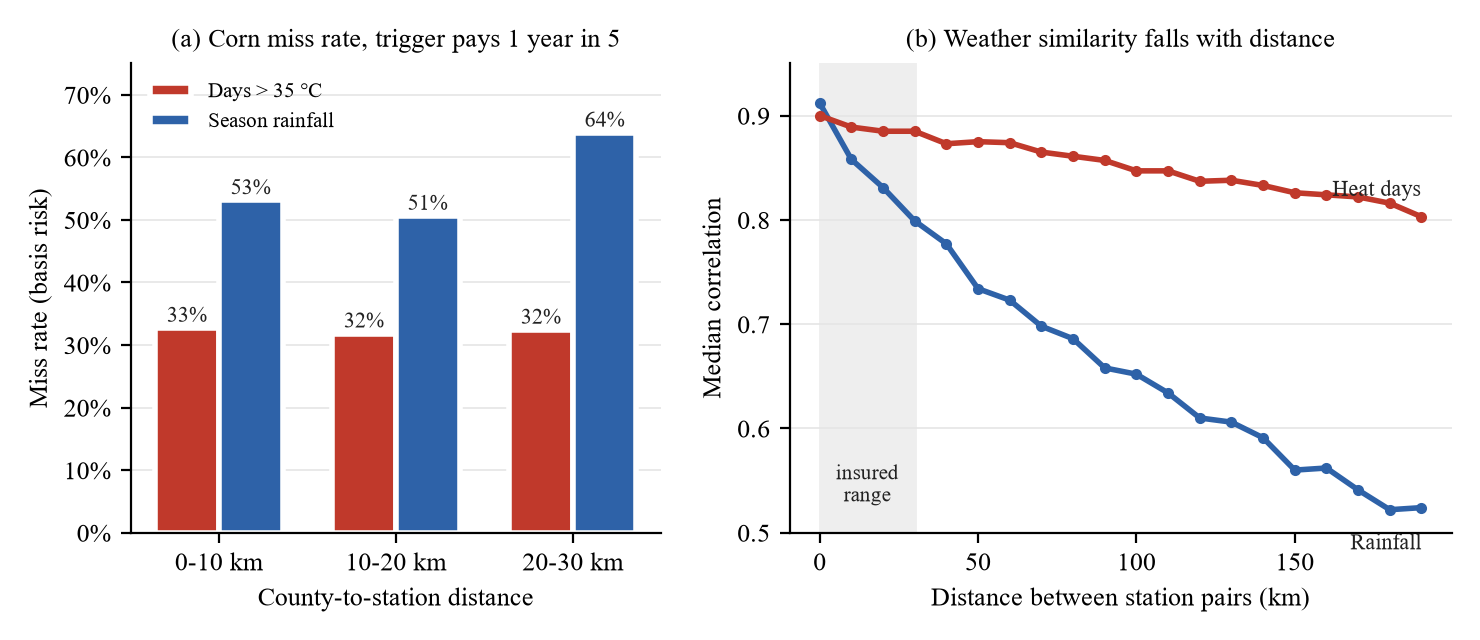 (a) Corn miss rate, trigger pays 1 year in 5
Days > 35 °C
Season rainfall
Miss rate (basis risk)
70%
60%
50%
40%
30%
20%
10%
0%
33%
53%
32%
51%
32%
64%
0-10 km
10-20 km
20-30 km
County-to-station distance
(b) Weather similarity falls with distance
Median correlation
0.9
0.8
0.7
0.6
0.5
Heat days
insured
range
Rainfall
0
50
100
150
Distance between station pairs (km)